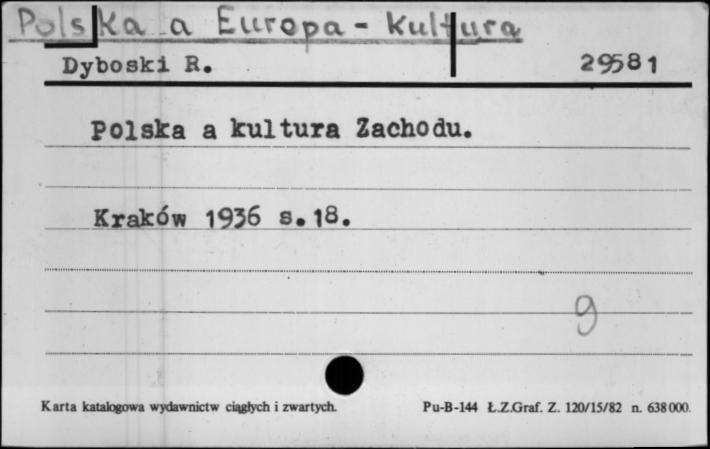 Polska a Europa - Kultura
Dyboski R. 29581
Polska a kultura Zachodu.
Kraków 1936 s.18.
9
Karta katalogowa wydawnictw ciągłych i zwartych. Pu-B-144 Ł.Z.Graf. Z. 120/15/82 n. 638000.